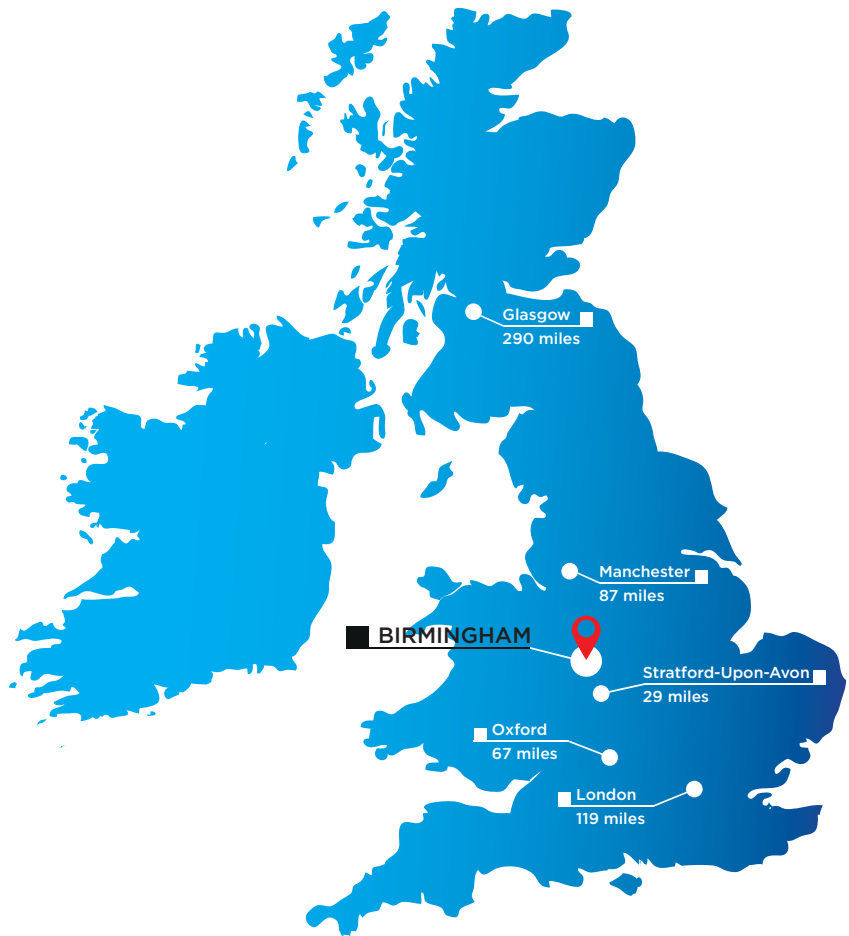 Glasgow
290 miles
Manchester
87 miles
BIRMINGHAM
Stratford-Upon-Avon
29 miles
Oxford
67 miles
London
119 miles